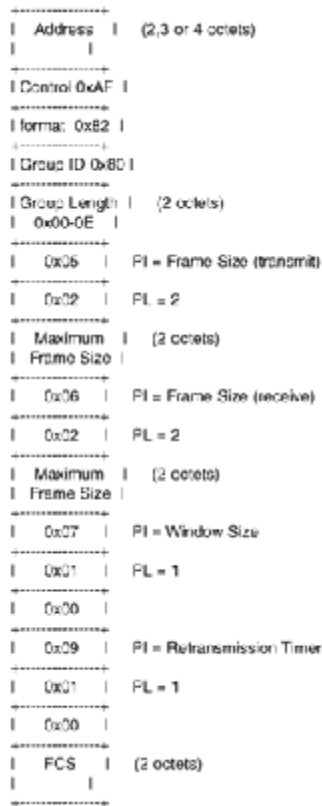 Address (2,3 or 4 octets)
Control 0xAF
format 0x82
Group ID 0x80
Group Length (2 octets)
0x00-0E
0x05 PI = Frame Size (transmit)
0x02 PL = 2
Maximum (2 octets)
Frame Size
0x06 PI = Frame Size (receive)
0x02 PL = 2
Maximum (2 octets)
Frame Size
0x07 PI = Window Size
0x01 PL = 1
0x00
0x09 PI = Retransmission Timer
0x01 PL = 1
0x00
FCS (2 octets)